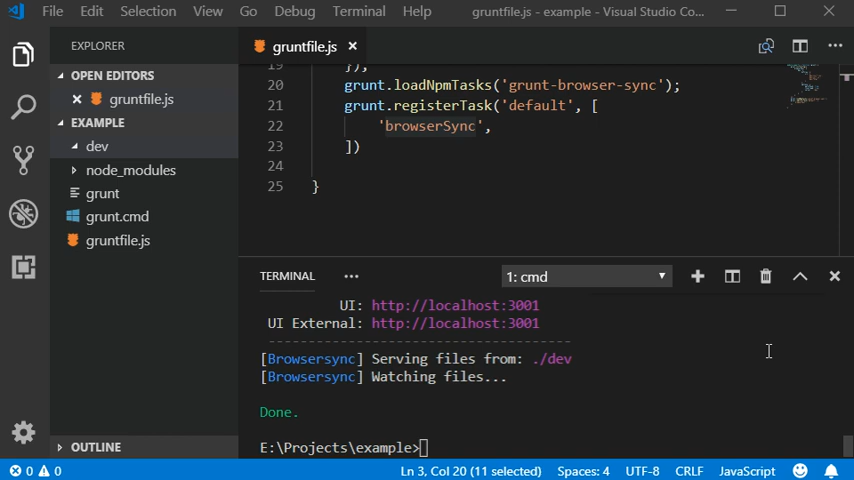 File Edit Selection View Go Debug Terminal Help gruntfile.js - example - Visual Studio Co...
EXPLORER
gruntfile.js
OPEN EDITORS
gruntfile.js
EXAMPLE
dev
node_modules
grunt
grunt.cmd
gruntfile.js
OUTLINE
19 });
20 grunt.loadNpmTasks('grunt-browser-sync');
21 grunt.registerTask('default', [
22 'browserSync',
23 ])
24
25 }
TERMINAL ... 1: cmd
UI: http://localhost:3001
UI External: http://localhost:3001
-------------------------------------
[Browsersync] Serving files from: ./dev
[Browsersync] Watching files...
Done.
E:\Projects\example>
0 0 Ln 3, Col 20 (11 selected) Spaces: 4 UTF-8 CRLF JavaScript